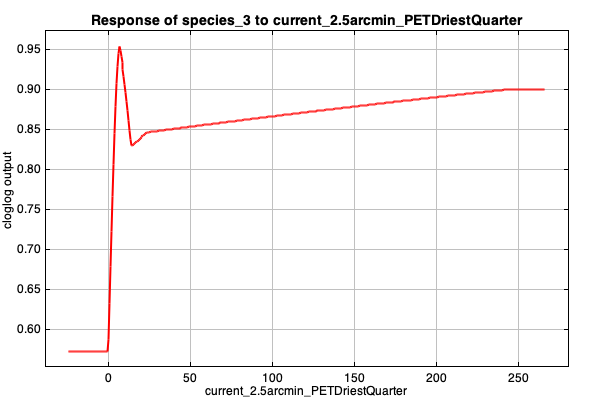 Response of species_3 to current_2.5arcmin_PETDriestQuarter
cloglog output
0.95
0.90
0.85
0.80
0.75
0.70
0.65
0.60
0 50 100 150 200 250
current_2.5arcmin_PETDriestQuarter